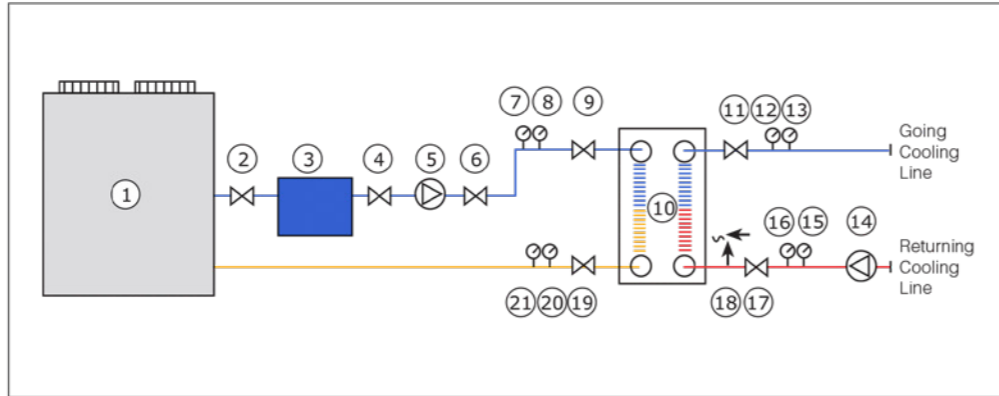 7 8 9 11 12 13
Going
Cooling
Line
2 3 4 5 6
1
10
16 15 14
Returning
Cooling
Line
21 20 19 18 17